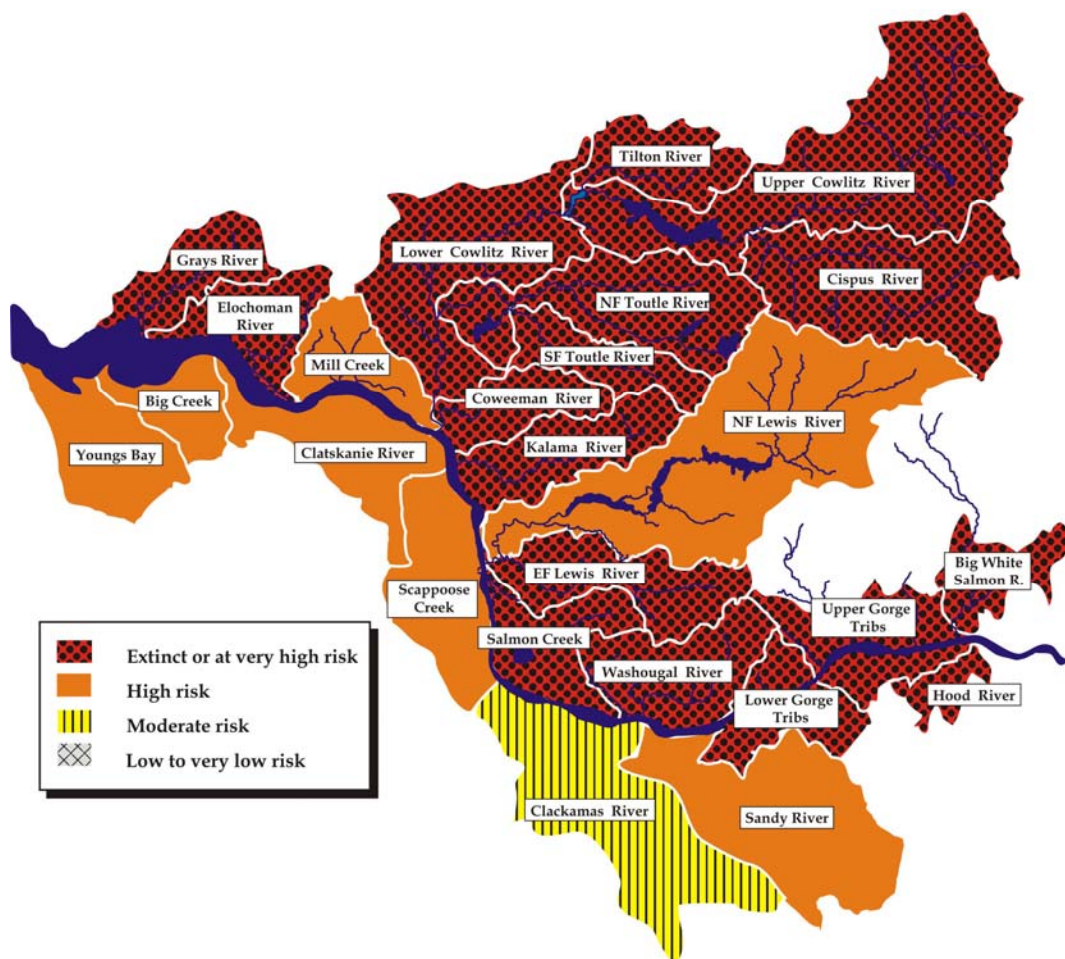 Tilton River
Upper Cowlitz River
Lower Cowlitz River
Grays River
Cispus River
Elochoman
River
NF Toutle River
SF Toutle River
Mill Creek
Coweeman River
Big Creek
NF Lewis River
Kalama River
Clatskanie River
Youngs Bay
Big White
Salmon R.
EF Lewis River
Scappoose
Creek
Upper Gorge
Tribs
Salmon Creek
Washougal River
Hood River
Lower Gorge
Tribs
Clackamas River
Sandy River
Extinct or at very high risk
High risk
Moderate risk
Low to very low risk